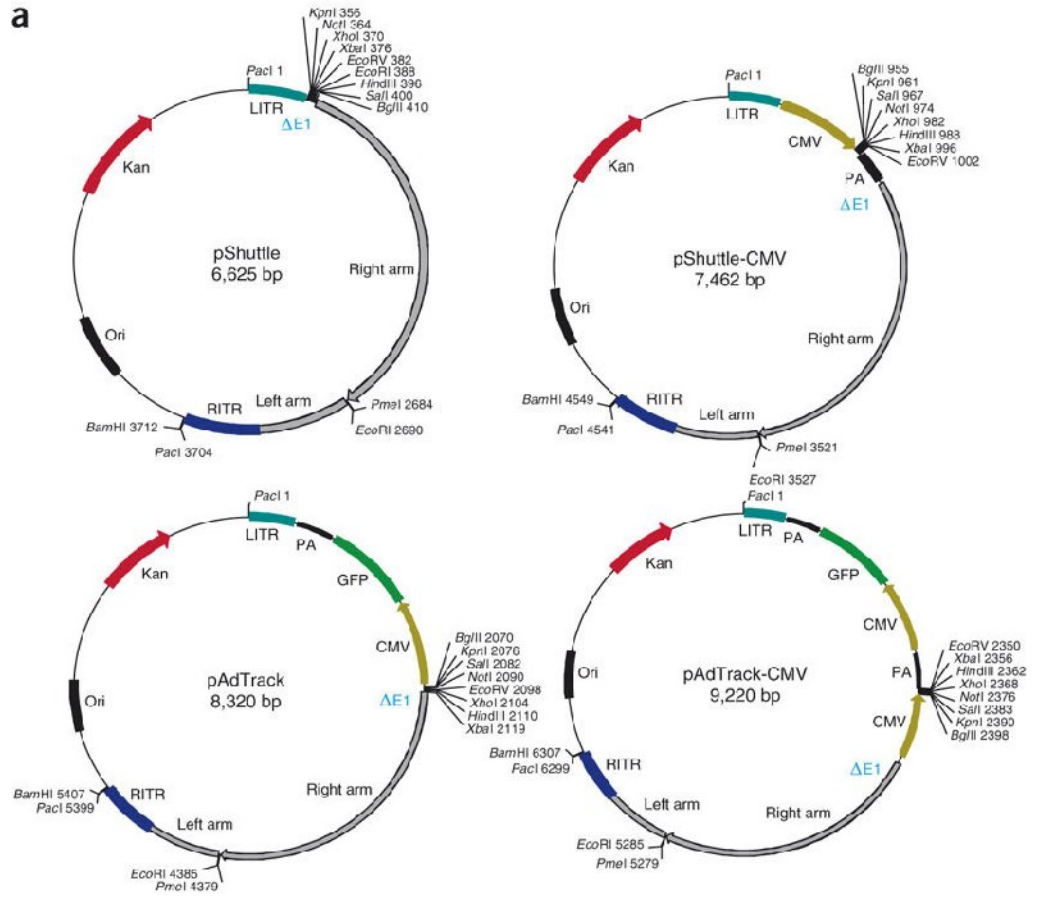 a
KpnI 356
NotI 364
XhoI 370
XbaI 376
EcoRV 382
EcoRI 388
HindIII 396
SalI 400
BglII 410
PacI 1
LITR
ΔE1
Kan
pShuttle
6,625 bp
Right arm
Ori
RITR
Left arm
PmeI 2684
EcoRI 2690
BamHI 3712
PacI 3704
BglII 955
KpnI 961
SalI 967
NotI 974
XhoI 982
HindIII 988
XbaI 996
EcoRV 1002
PacI 1
LITR
CMV
PA
ΔE1
Kan
pShuttle-CMV
7,462 bp
Ori
Right arm
BamHI 4549
RITR
Left arm
PacI 4541
PmeI 3521
EcoRI 3527
PacI 1
LITR
PA
Kan
GFP
CMV
BglII 2070
KpnI 2076
SalI 2082
NotI 2090
EcoRV 2098
XhoI 2104
HindIII 2110
XbaI 2119
pAdTrack
8,320 bp
ΔE1
Ori
Right arm
BamHI 5407
PacI 5399
RITR
Left arm
EcoRI 4385
PmeI 4379
PacI 1
LITR
PA
Kan
GFP
CMV
EcoRV 2350
XbaI 2356
HindIII 2362
XhoI 2368
NotI 2376
SalI 2383
KpnI 2390
BglII 2398
PA
pAdTrack-CMV
9,220 bp
Ori
CMV
BamHI 6307
PacI 6299
RITR
ΔE1
Left arm
Right arm
EcoRI 5285
PmeI 5279